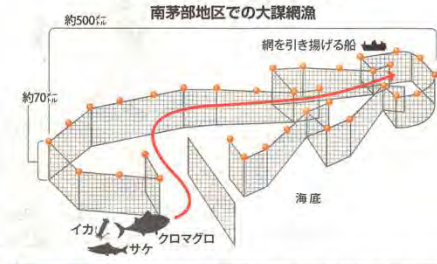 南茅部地区での大謀網漁
約500㍍
網を引き揚げる船
約70㍍
海底
イカ
クロマグロ
サケ